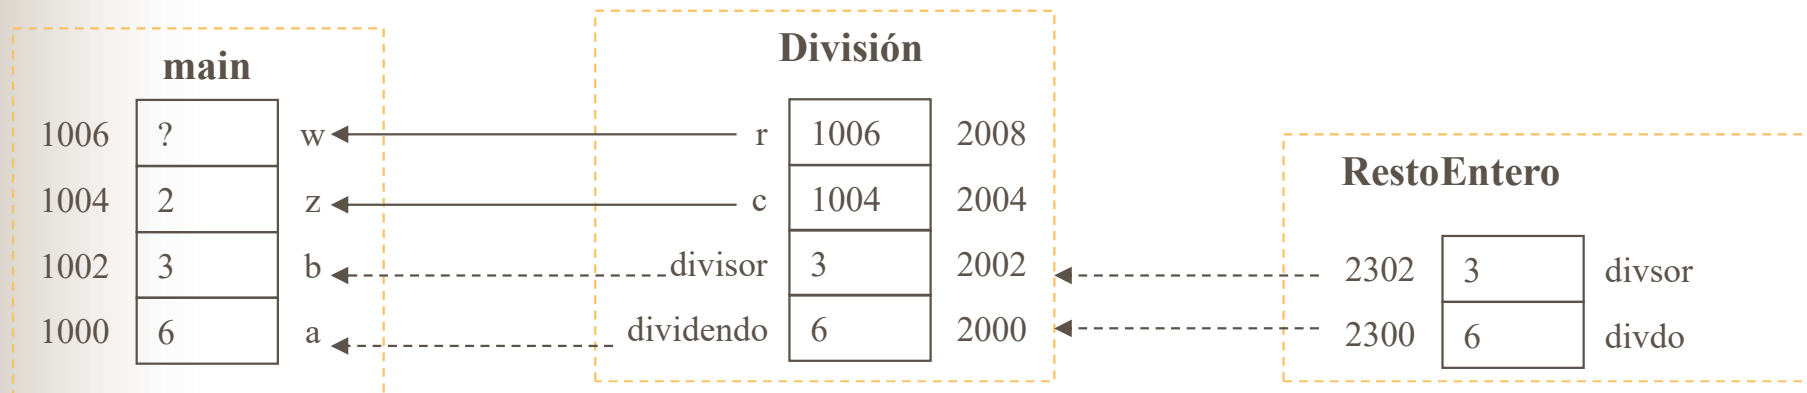 main
1006 ? w
1004 2 z
1002 3 b
1000 6 a
División
r 1006 2008
c 1004 2004
divisor 3 2002
dividendo 6 2000
RestoEntero
2302 3 divsor
2300 6 divdo